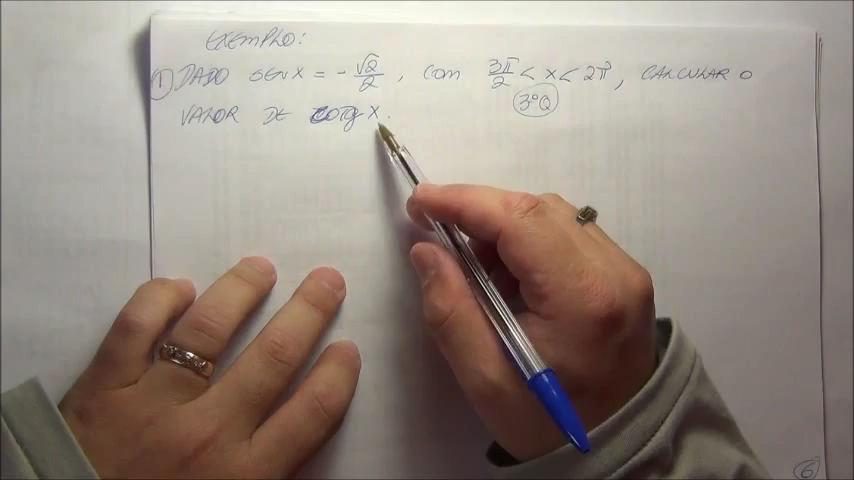 EXEMPLO:
① DADO SEN X = - √2/2 , COM 3π/2 < X < 2π , CALCULAR O
3ºQ
VALOR DE COTG X.
6